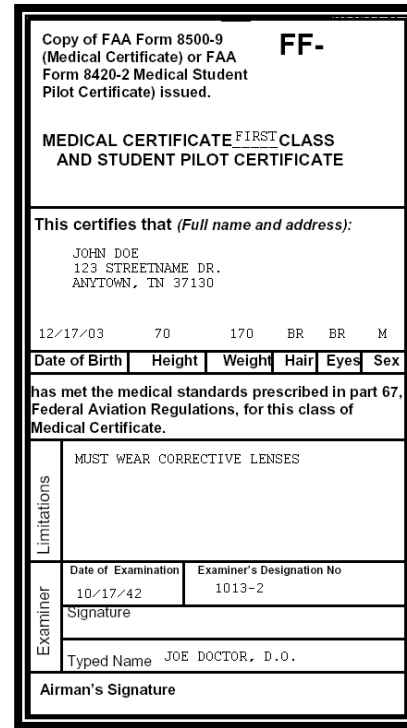 Copy of FAA Form 8500-9
(Medical Certificate) or FAA
Form 8420-2 Medical Student
Pilot Certificate) issued.
FF-
MEDICAL CERTIFICATE FIRST CLASS
AND STUDENT PILOT CERTIFICATE
This certifies that (Full name and address):
JOHN DOE
123 STREETNAME DR.
ANYTOWN, TN 37130
12/17/03 70 170 BR BR M
Date of Birth Height Weight Hair Eyes Sex
has met the medical standards prescribed in part 67,
Federal Aviation Regulations, for this class of
Medical Certificate.
Limitations
MUST WEAR CORRECTIVE LENSES
Examiner
Date of Examination Examiner's Designation No
10/17/42 1013-2
Signature
Typed Name JOE DOCTOR, D.O.
Airman's Signature